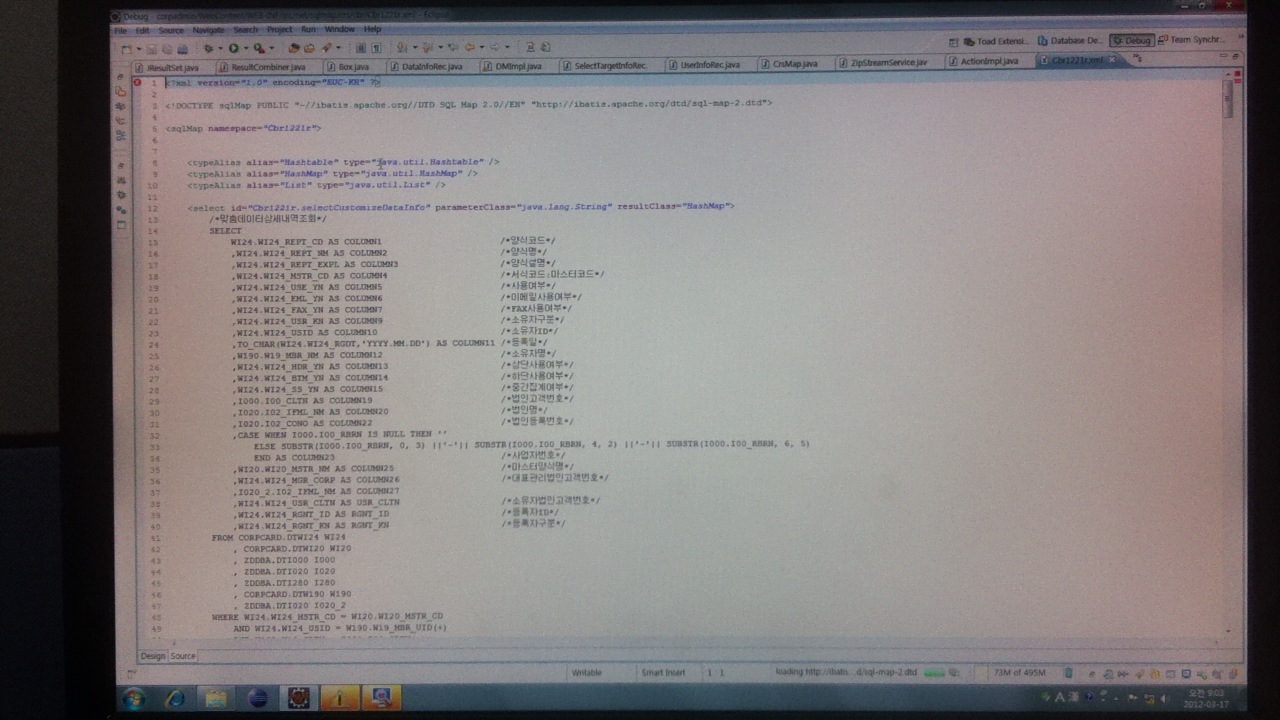 Debug - corpadmin/WebContent/WEB-INF/src/
File Edit Source Navigate Search Project Run Window Help
Toad Extensi... Database De... Debug Team Synchr...
JResultSet.java ResultCombiner.java Box.java DataInfoRec.java DMImpl.java SelectTargetInfoRec. UserInfoRec.java CrsMap.java ZipStreamService.jav ActionImpl.java Cbr1221r.xml
1 <?xml version="1.0" encoding="EUC-KR" ?>
2
3 <!DOCTYPE sqlMap PUBLIC "-//ibatis.apache.org//DTD SQL Map 2.0//EN" "http://ibatis.apache.org/dtd/sql-map-2.dtd">
4
5 <sqlMap namespace="Cbr1221r">
6
7
8 <typeAlias alias="Hashtable" type="java.util.Hashtable" />
9 <typeAlias alias="HashMap" type="java.util.HashMap" />
10 <typeAlias alias="List" type="java.util.List" />
11
12 <select id="Cbr1221r.selectCustomizeDataInfo" parameterClass="java.lang.String" resultClass="HashMap">
13 /*맞춤데이터상세내역조회*/
14 SELECT
15 WI24.WI24_REPT_CD AS COLUMN1 /*양식코드*/
16 ,WI24.WI24_REPT_NM AS COLUMN2 /*양식명*/
17 ,WI24.WI24_REPT_EXPL AS COLUMN3 /*양식설명*/
18 ,WI24.WI24_MSTR_CD AS COLUMN4 /*서식코드:마스터코드*/
19 ,WI24.WI24_USE_YN AS COLUMN5 /*사용여부*/
20 ,WI24.WI24_EML_YN AS COLUMN6 /*이메일사용여부*/
21 ,WI24.WI24_FAX_YN AS COLUMN7 /*FAX사용여부*/
22 ,WI24.WI24_USR_KN AS COLUMN9 /*소유자구분*/
23 ,WI24.WI24_USID AS COLUMN10 /*소유자ID*/
24 ,TO_CHAR(WI24.WI24_RGDT,'YYYY.MM.DD') AS COLUMN11 /*등록일*/
25 ,W190.W19_MBR_NM AS COLUMN12 /*소유자명*/
26 ,WI24.WI24_HDR_YN AS COLUMN13 /*상단사용여부*/
27 ,WI24.WI24_BTM_YN AS COLUMN14 /*하단사용여부*/
28 ,WI24.WI24_SS_YN AS COLUMN15 /*중간집계여부*/
29 ,I000.I00_CLTN AS COLUMN19 /*법인고객번호*/
30 ,I020.I02_IFML_NM AS COLUMN20 /*법인명*/
31 ,I020.I02_CONO AS COLUMN22 /*법인등록번호*/
32 ,CASE WHEN I000.I00_RBRN IS NULL THEN ''
33 ELSE SUBSTR(I000.I00_RBRN, 0, 3) ||'-'|| SUBSTR(I000.I00_RBRN, 4, 2) ||'-'|| SUBSTR(I000.I00_RBRN, 6, 5)
34 END AS COLUMN23 /*사업자번호*/
35 ,WI20.WI20_MSTR_NM AS COLUMN25 /*마스터양식명*/
36 ,WI24.WI24_MGR_CORP AS COLUMN26 /*대표관리법인고객번호*/
37 ,I020_2.I02_IFML_NM AS COLUMN27
38 ,WI24.WI24_USR_CLTN AS USR_CLTN /*소유자법인고객번호*/
39 ,WI24.WI24_RGNT_ID AS RGNT_ID /*등록자ID*/
40 ,WI24.WI24_RGNT_KN AS RGNT_KN /*등록자구분*/
41 FROM CORPCARD.DTWI24 WI24
42 , CORPCARD.DTWI20 WI20
43 , ZDDBA.DTI000 I000
44 , ZDDBA.DTI020 I020
45 , ZDDBA.DTI280 I280
46 , CORPCARD.DTW190 W190
47 , ZDDBA.DTI020 I020_2
48 WHERE WI24.WI24_MSTR_CD = WI20.WI20_MSTR_CD
49 AND WI24.WI24_USID = W190.W19_MBR_UID(+)
Design Source
Writable Smart Insert 1 : 1 loading http://ibatis...d/sql-map-2.dtd 73M of 495M
A 漢 오전 9:03
2012-03-17